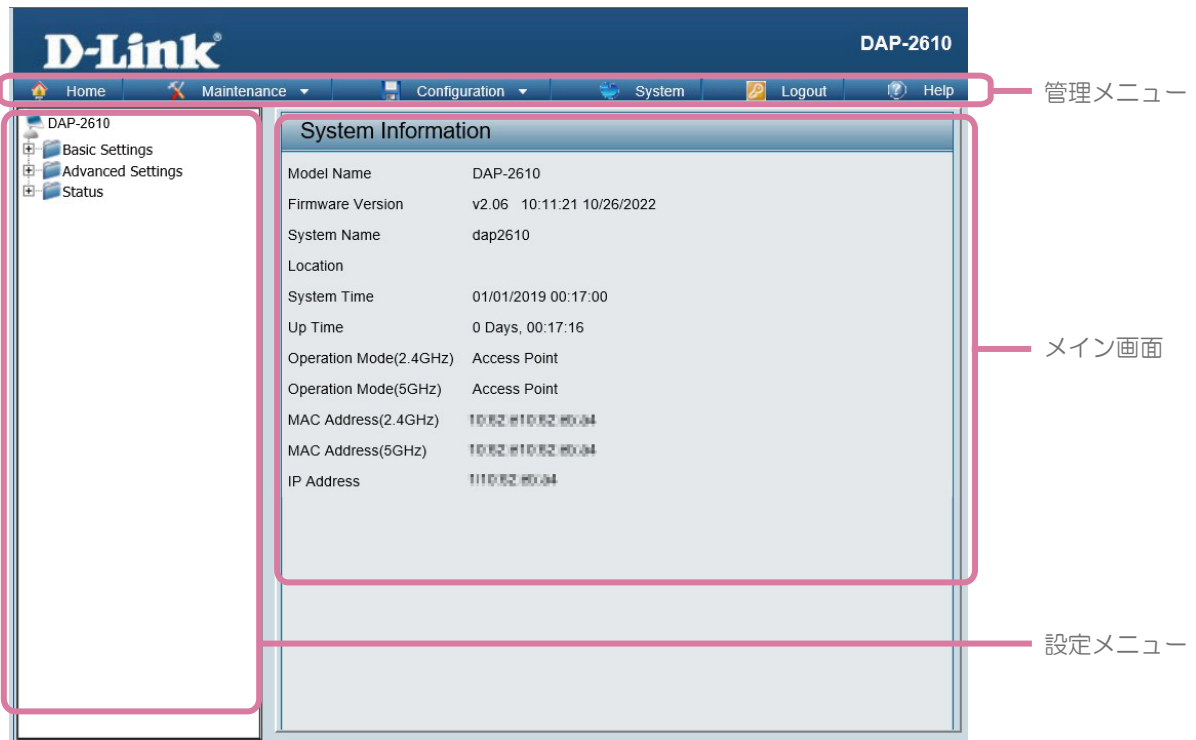 D-Link
DAP-2610
Home Maintenance Configuration System Logout Help
管理メニュー
DAP-2610
Basic Settings
Advanced Settings
Status
System Information
Model Name DAP-2610
Firmware Version v2.06 10:11:21 10/26/2022
System Name dap2610
Location
System Time 01/01/2019 00:17:00
Up Time 0 Days, 00:17:16
Operation Mode(2.4GHz) Access Point
Operation Mode(5GHz) Access Point
MAC Address(2.4GHz)
MAC Address(5GHz)
IP Address
メイン画面
設定メニュー